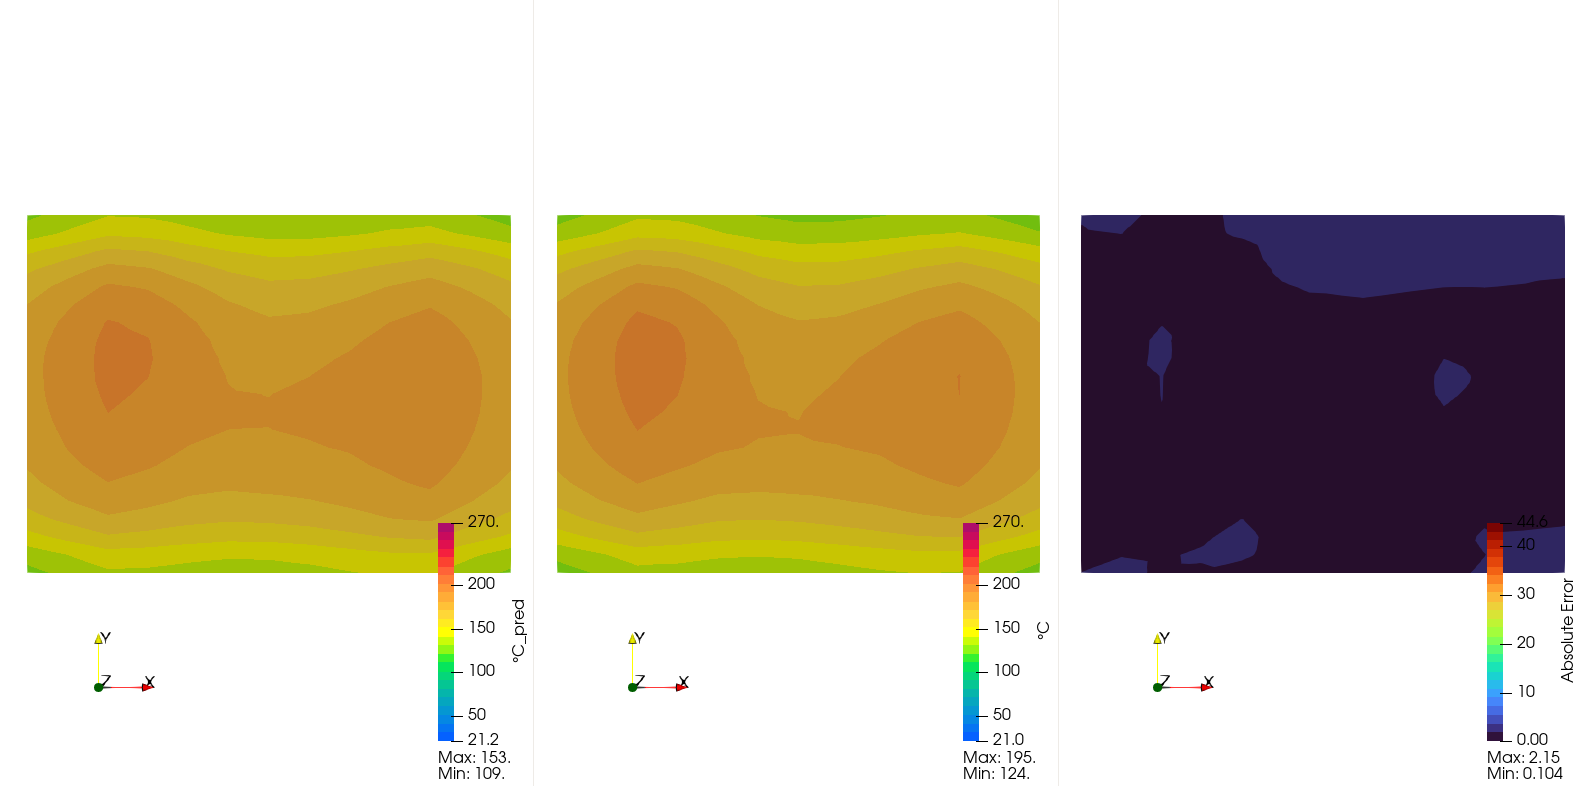 270.
200
150
100
50
21.2
°C_pred
Max: 153.
Min: 109.
Y
Z
X
270.
200
150
100
50
21.0
°C
Max: 195.
Min: 124.
Y
Z
X
44.6
40
30
20
10
0.00
Absolute Error
Max: 2.15
Min: 0.104
Y
Z
X